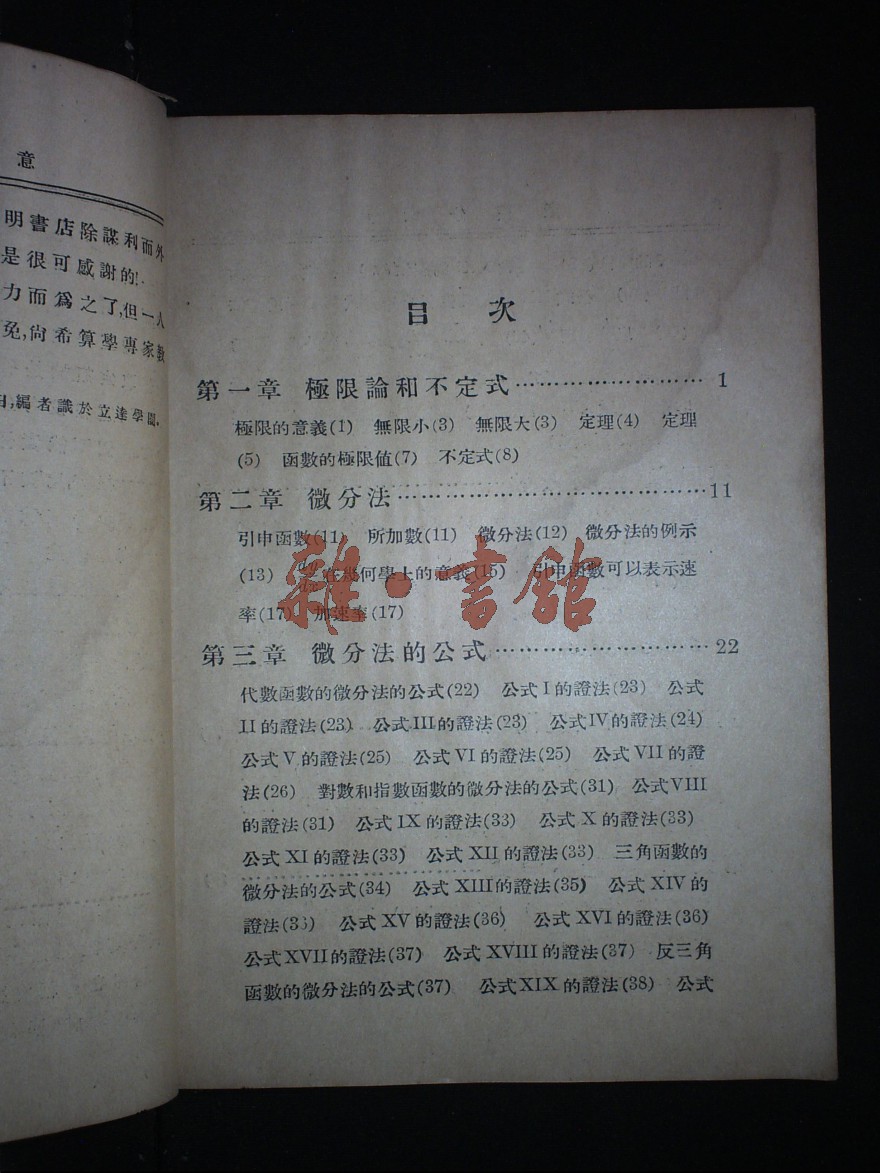 意
明書店除謀利而外
是很可感謝的!
力而爲之了,但一人
免,尙希算學專家數
日,編者識於立達學園.
目 次
第一章 極限論和不定式……………………… 1
極限的意義(1) 無限小(3) 無限大(3) 定理(4) 定理
(5) 函數的極限値(7) 不定式(8)
第二章 微分法…………………………………11
引申函數(11) 所加數(11) 微分法(12) 微分法的例示
(13) dy/dx在幾何學上的意義(15) 引申函數可以表示速
率(17) 加速率(17)
雜·書館
第三章 微分法的公式………………………22
代數函數的微分法的公式(22) 公式I的證法(23) 公式
II的證法(23) 公式III的證法(23) 公式IV的證法(24)
公式V的證法(25) 公式VI的證法(25) 公式VII的證
法(26) 對數和指數函數的微分法的公式(31) 公式VIII
的證法(31) 公式IX的證法(33) 公式X的證法(33)
公式XI的證法(33) 公式XII的證法(33) 三角函數的
微分法的公式(34) 公式XIII的證法(35) 公式XIV的
證法(36) 公式XV的證法(36) 公式XVI的證法(36)
公式XVII的證法(37) 公式XVIII的證法(37) 反三角
函數的微分法的公式(37) 公式XIX的證法(38) 公式